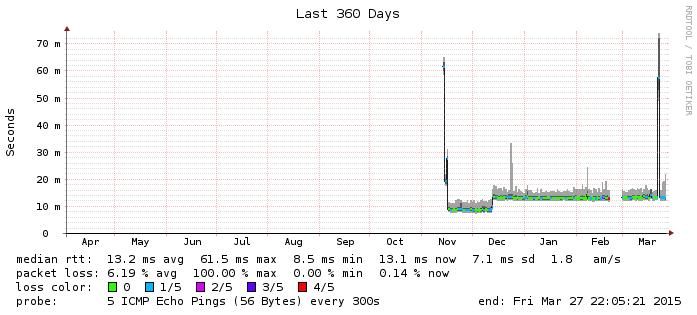 Last 360 Days
RRDTOOL / TOBI OETIKER
Seconds
70 m
60 m
50 m
40 m
30 m
20 m
10 m
0
Apr May Jun Jul Aug Sep Oct Nov Dec Jan Feb Mar
median rtt: 13.2 ms avg 61.5 ms max 8.5 ms min 13.1 ms now 7.1 ms sd 1.8 am/s
packet loss: 6.19 % avg 100.00 % max 0.00 % min 0.14 % now
loss color: 0 1/5 2/5 3/5 4/5
probe: 5 ICMP Echo Pings (56 Bytes) every 300s end: Fri Mar 27 22:05:21 2015